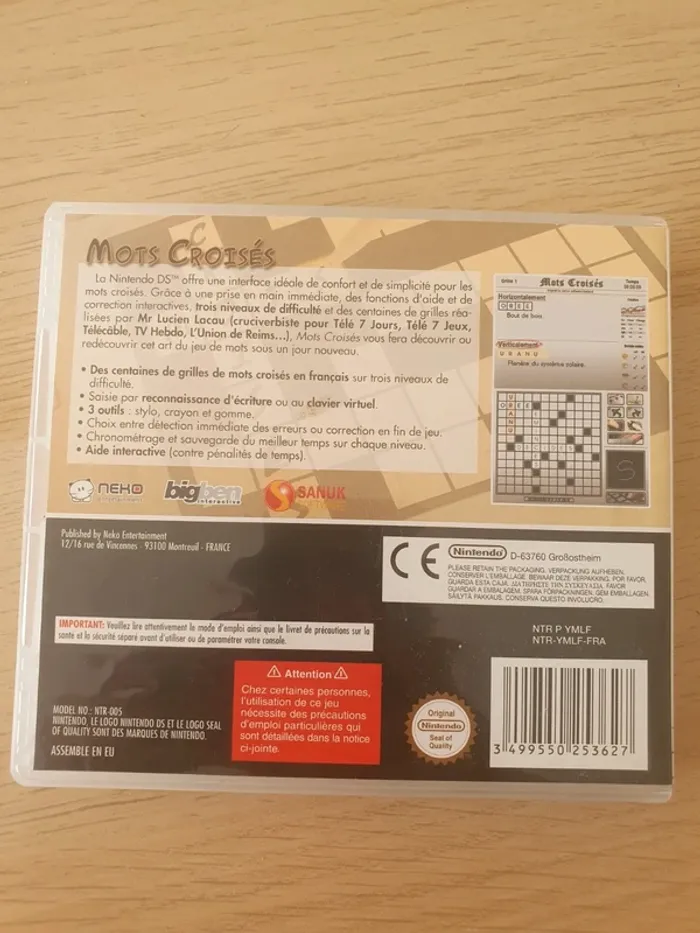 MOTS CROISÉS
La Nintendo DS™ offre une interface idéale de confort et de simplicité pour les
mots croisés. Grâce à une prise en main immédiate, des fonctions d'aide et de
correction interactives, trois niveaux de difficulté et des centaines de grilles réa-
lisées par Mr Lucien Lacau (cruciverbiste pour Télé 7 Jours, Télé 7 Jeux,
Télécâble, TV Hebdo, L'Union de Reims...), Mots Croisés vous fera découvrir ou
redécouvrir cet art du jeu de mots sous un jour nouveau.
• Des centaines de grilles de mots croisés en français sur trois niveaux de
difficulté.
• Saisie par reconnaissance d'écriture ou au clavier virtuel.
• 3 outils : stylo, crayon et gomme.
• Choix entre détection immédiate des erreurs ou correction en fin de jeu.
• Chronométrage et sauvegarde du meilleur temps sur chaque niveau.
• Aide interactive (contre pénalités de temps).
NEKO
entertainment
bigben
interactive
SANUK
Grille 1
Mots Croisés
Temps
Horizontalement
OREE
Bout de bois.
Verticalement
URANU
Planète du système solaire.
S
Published by Neko Entertainment
12/16 rue de Vincennes - 93100 Montreuil - FRANCE
CE
Nintendo
D-63760 Großostheim
PLEASE RETAIN THE PACKAGING. VERPACKUNG AUFHEBEN.
CONSERVER L'EMBALLAGE. BEWAAR DEZE VERPAKKING. POR FAVOR,
GUARDA ESTA CAJA. ΔΙΑΤΗΡΗΣΤΕ ΤΗΝ ΣΥΣΚΕΥΑΣΙΑ. FAVOR
GUARDAR A EMBALAGEM. SPARA FÖRPACKNINGEN. GEM EMBALLAGEN.
SÄILYTÄ PAKKAUS. CONSERVA QUESTO INVOLUCRO.
NTR P YMLF
NTR-YMLF-FRA
IMPORTANT: Veuillez lire attentivement le mode d'emploi ainsi que le livret de précautions sur la
santé et la sécurité séparé avant d'utiliser ou de paramétrer votre console.
Attention
Chez certaines personnes,
l'utilisation de ce jeu
nécessite des précautions
d'emploi particulières qui
sont détaillées dans la notice
ci-jointe.
MODEL NO.: NTR-005
NINTENDO, LE LOGO NINTENDO DS ET LE LOGO SEAL
OF QUALITY SONT DES MARQUES DE NINTENDO.
ASSEMBLE EN EU
Original
Nintendo
Seal of
Quality
3 499550 253627